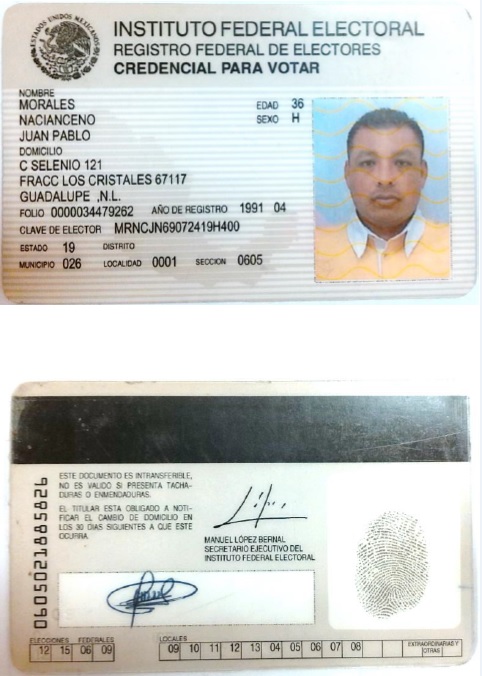 ESTADOS UNIDOS MEXICANOS
INSTITUTO FEDERAL ELECTORAL
REGISTRO FEDERAL DE ELECTORES
CREDENCIAL PARA VOTAR
NOMBRE
MORALES
NACIANCENO
JUAN PABLO
EDAD 36
SEXO H
DOMICILIO
C SELENIO 121
FRACC LOS CRISTALES 67117
GUADALUPE ,N.L.
FOLIO 0000034479262 AÑO DE REGISTRO 1991 04
CLAVE DE ELECTOR MRNCJN69072419H400
ESTADO 19 DISTRITO
MUNICIPIO 026 LOCALIDAD 0001 SECCION 0605
ESTE DOCUMENTO ES INTRANSFERIBLE,
NO ES VALIDO SI PRESENTA TACHA-
DURAS O ENMENDADURAS.
EL TITULAR ESTA OBLIGADO A NOTI-
FICAR EL CAMBIO DE DOMICILIO EN
LOS 30 DIAS SIGUIENTES A QUE ESTE
OCURRA.
MANUEL LÓPEZ BERNAL
SECRETARIO EJECUTIVO DEL
INSTITUTO FEDERAL ELECTORAL
0605021885826
ELECCIONES FEDERALES
12 15 06 09
LOCALES
09 10 11 12 13 04 05 06 07 08
EXTRAORDINARIAS Y
OTRAS